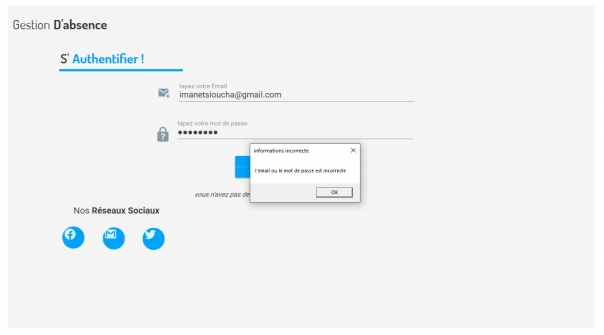 Gestion D'absence
S' Authentifier !
tapez votre Email
imanetsioucha@gmail.com
tapez votre mot de passe
●●●●●●●●
informations incorrecte
l'email ou le mot de passe est incorrecte
OK
vous n'avez pas de
Nos Réseaux Sociaux